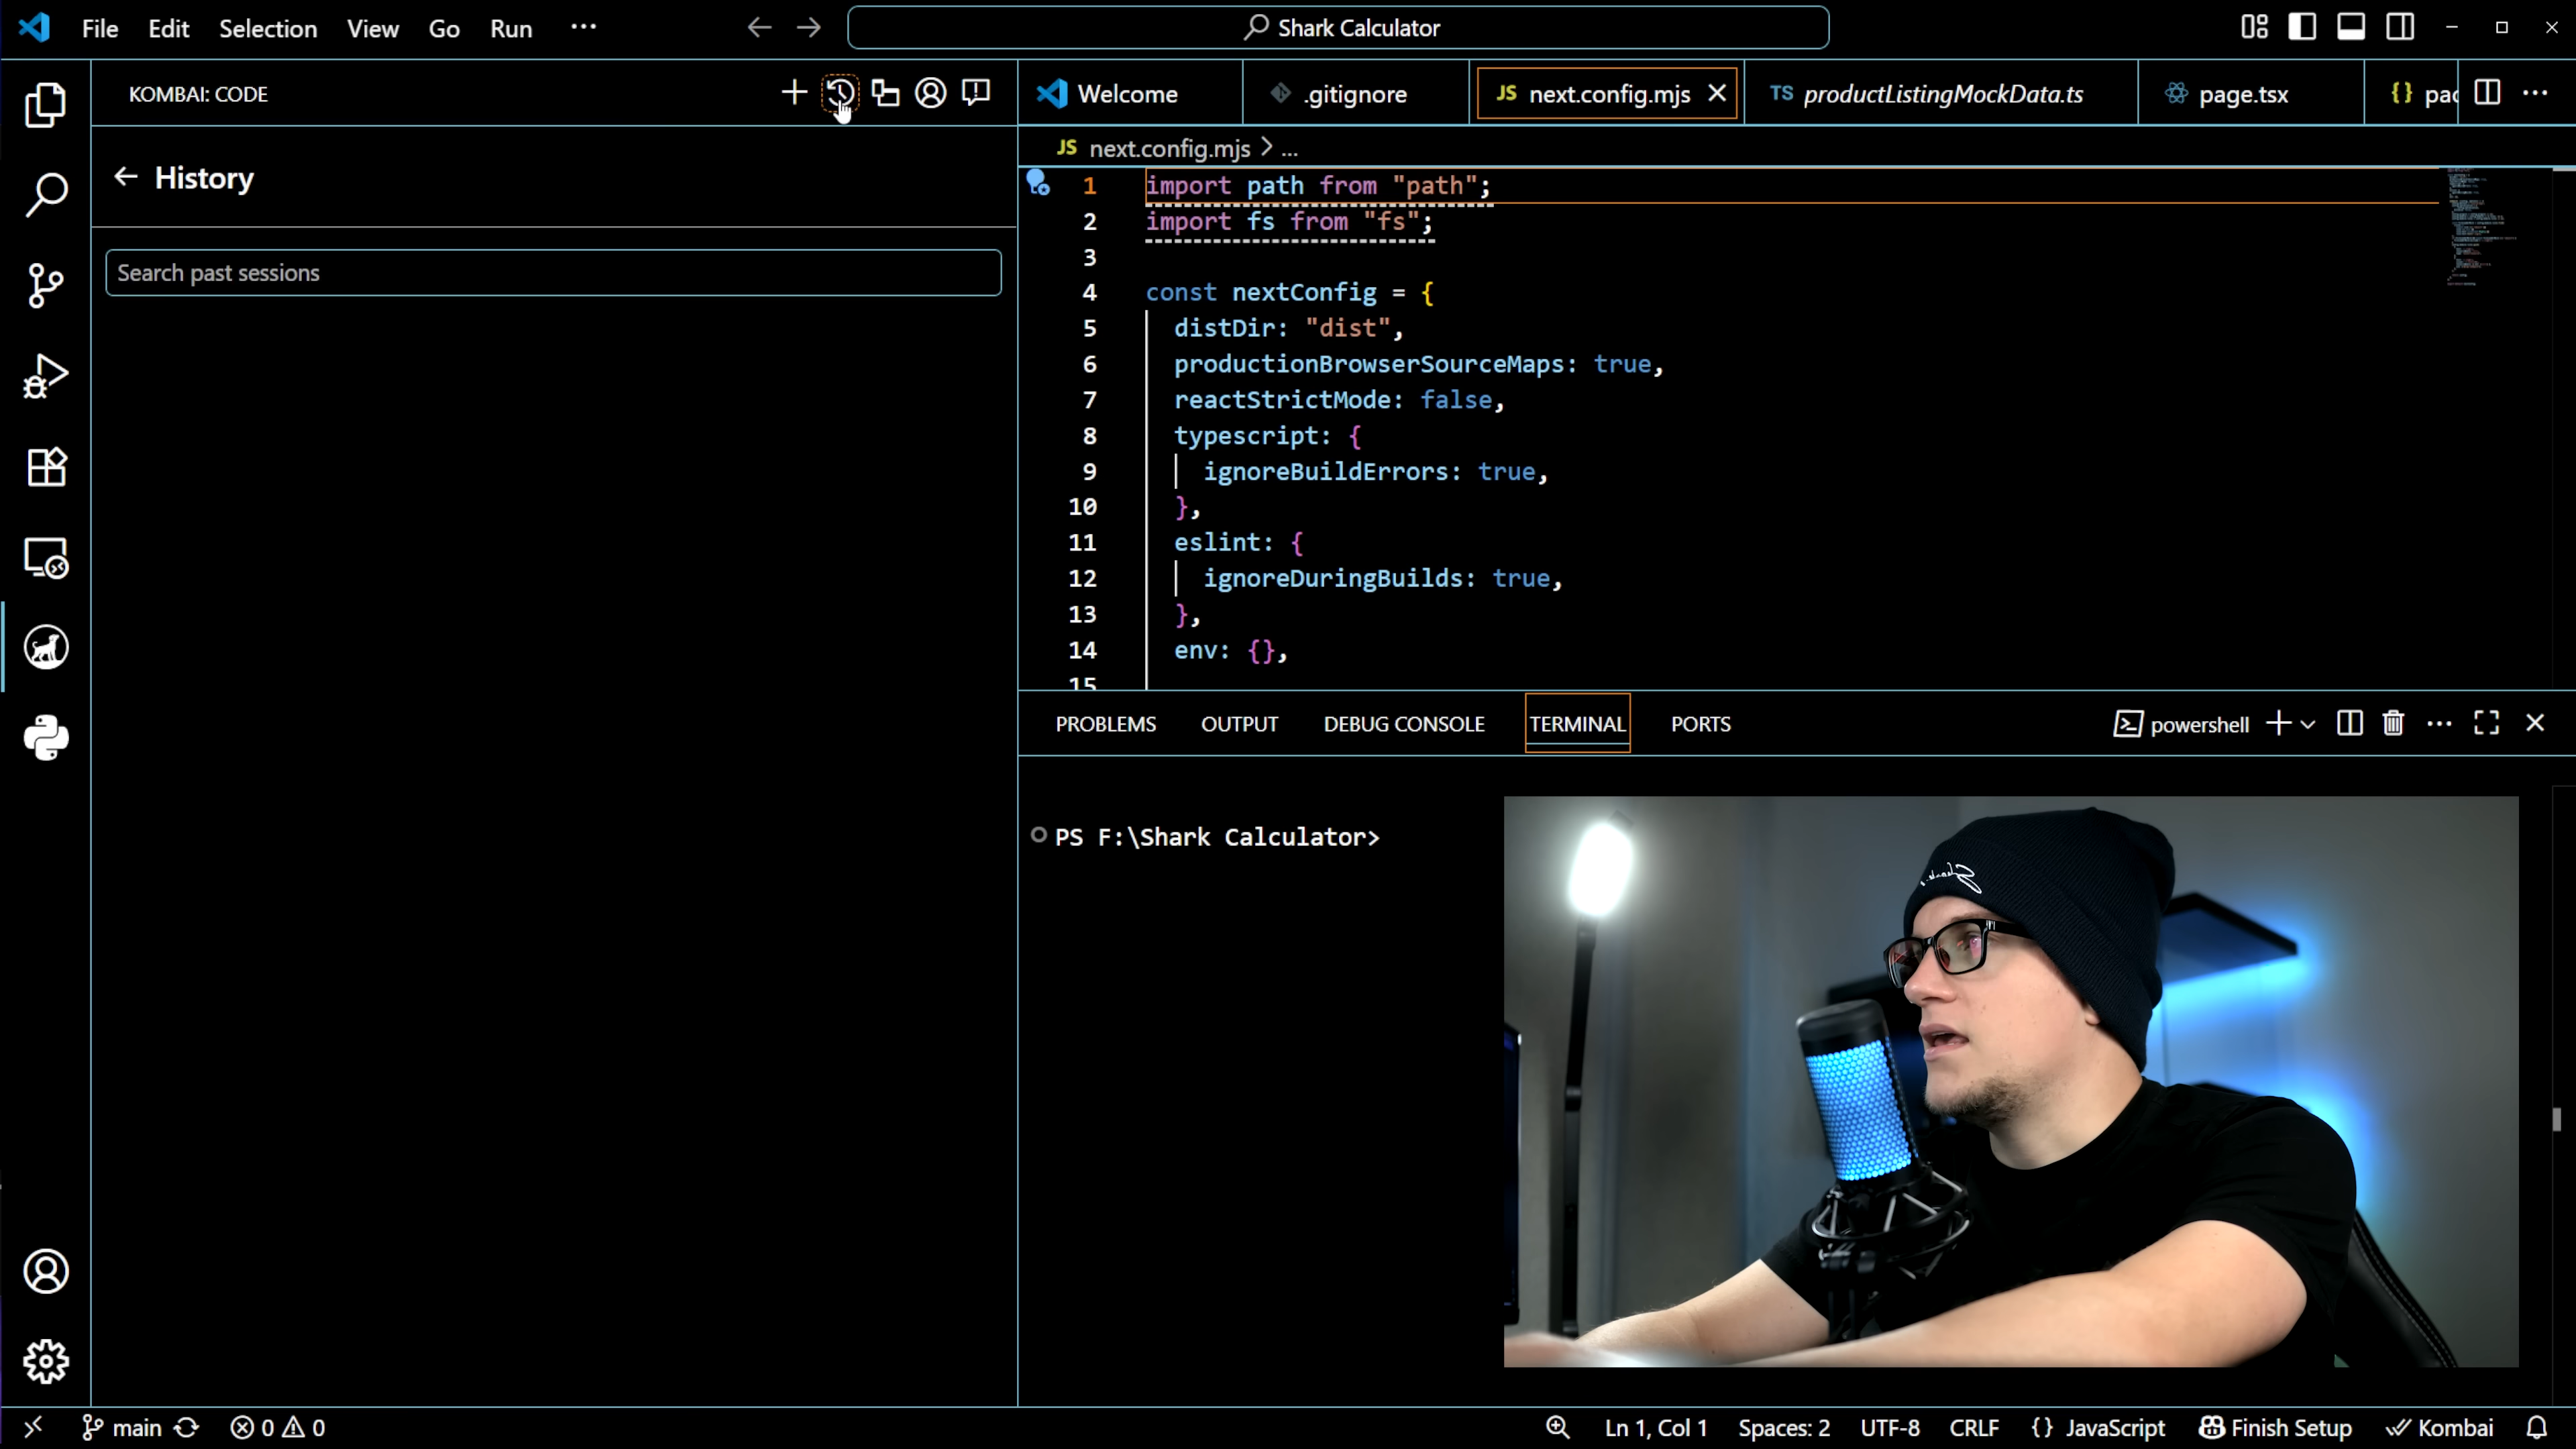 File Edit Selection View Go Run ···
Shark Calculator
KOMBAI: CODE
History
Search past sessions
Welcome
.gitignore
JS next.config.mjs
TS productListingMockData.ts
page.tsx
{} pac
JS next.config.mjs > ...
1 import path from "path";
2 import fs from "fs";
3
4 const nextConfig = {
5 distDir: "dist",
6 productionBrowserSourceMaps: true,
7 reactStrictMode: false,
8 typescript: {
9 ignoreBuildErrors: true,
10 },
11 eslint: {
12 ignoreDuringBuilds: true,
13 },
14 env: {},
15
PROBLEMS OUTPUT DEBUG CONSOLE TERMINAL PORTS
powershell
PS F:\Shark Calculator>
main 0 0
Ln 1, Col 1 Spaces: 2 UTF-8 CRLF {} JavaScript Finish Setup Kombai